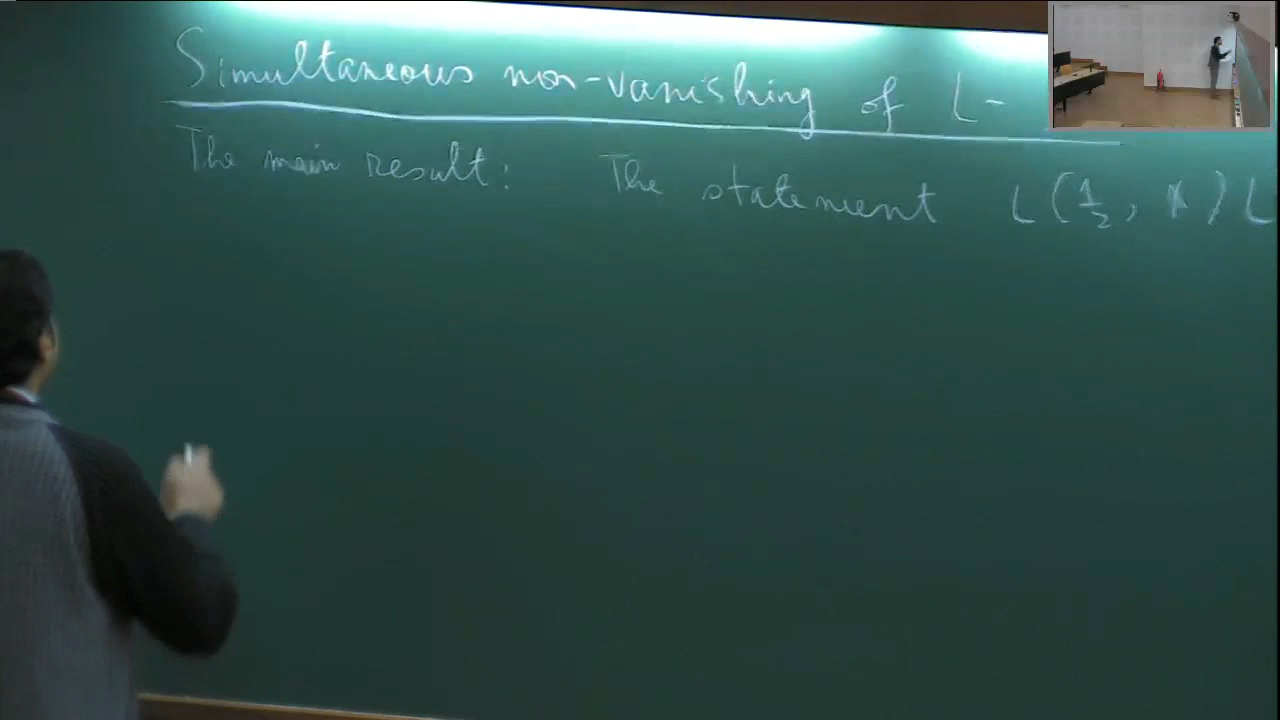 Simultaneous non-vanishing of L-
The main result: The statement L(1/2, π) L